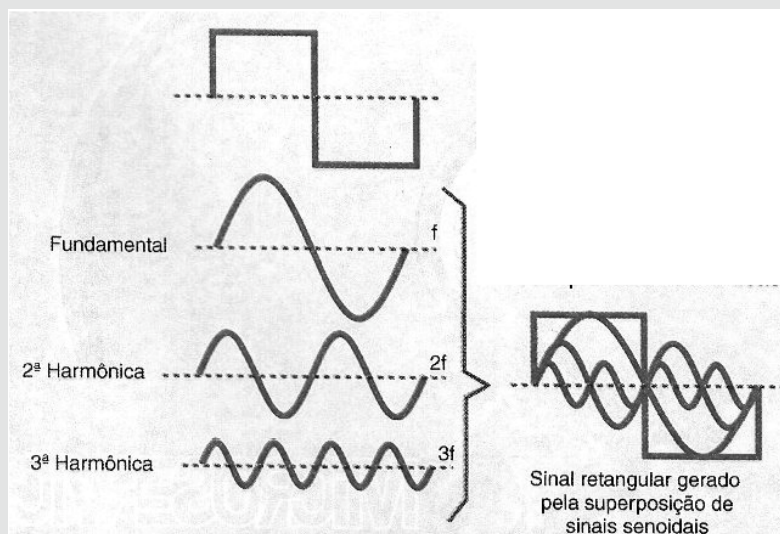 Fundamental
f
2ª Harmônica
2f
3ª Harmônica
3f
Sinal retangular gerado
pela superposição de
sinais senoidais